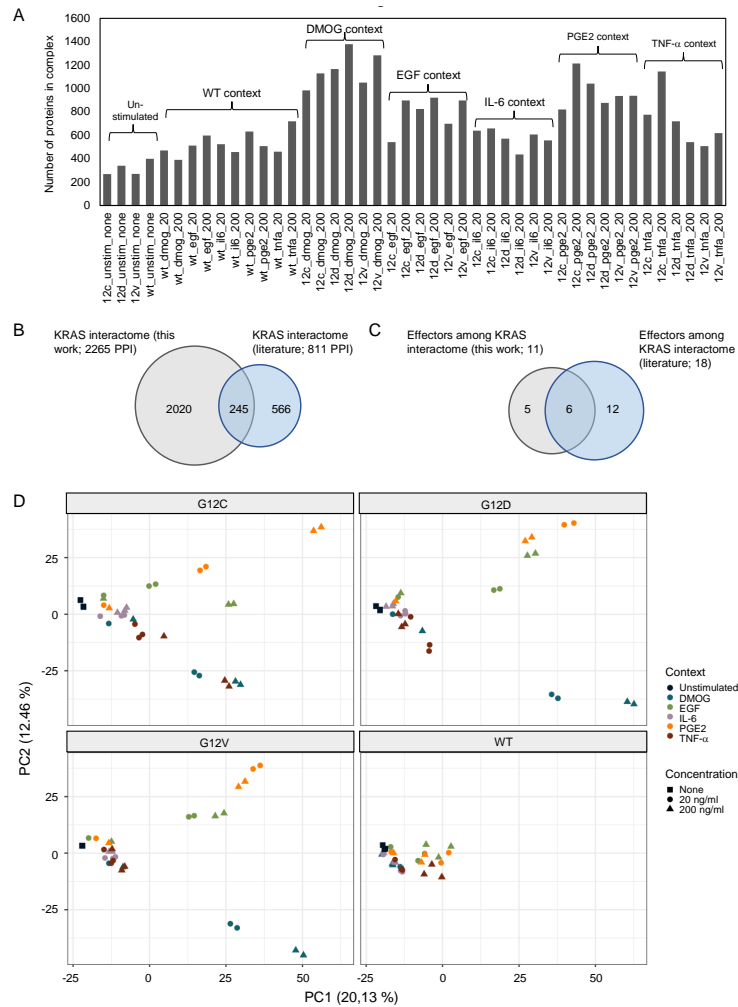 A
Number of proteins in complex
1600
1400
1200
1000
800
600
400
200
0
Un-
stimulated
WT context
DMOG context
EGF context
IL-6 context
PGE2 context
TNF-α context
12c_unstim_none
12d_unstim_none
12v_unstim_none
wt_unstim_none
wt_dmog_20
wt_dmog_200
wt_egf_20
wt_egf_200
wt_il6_20
wt_il6_200
wt_pge2_20
wt_pge2_200
wt_tnfa_20
wt_tnfa_200
12c_dmog_20
12c_dmog_200
12d_dmog_20
12d_dmog_200
12v_dmog_20
12v_dmog_200
12c_egf_20
12c_egf_200
12d_egf_20
12d_egf_200
12v_egf_20
12v_egf_200
12c_il6_20
12c_il6_200
12d_il6_20
12d_il6_200
12v_il6_20
12v_il6_200
12c_pge2_20
12c_pge2_200
12d_pge2_20
12d_pge2_200
12v_pge2_20
12v_pge2_200
12c_tnfa_20
12c_tnfa_200
12d_tnfa_20
12d_tnfa_200
12v_tnfa_20
12v_tnfa_200
B
KRAS interactome (this
work; 2265 PPI)
KRAS interactome
(literature; 811 PPI)
2020
245
566
C
Effectors among KRAS
interactome (this work; 11)
Effectors among
KRAS interactome
(literature; 18)
5
6
12
D
G12C
G12D
25
0
-25
G12V
WT
25
0
-25
-25
0
25
50
-25
0
25
50
PC1 (20,13 %)
PC2 (12.46 %)
Context
Unstimulated
DMOG
EGF
IL-6
PGE2
TNF-α
Concentration
None
20 ng/ml
200 ng/ml